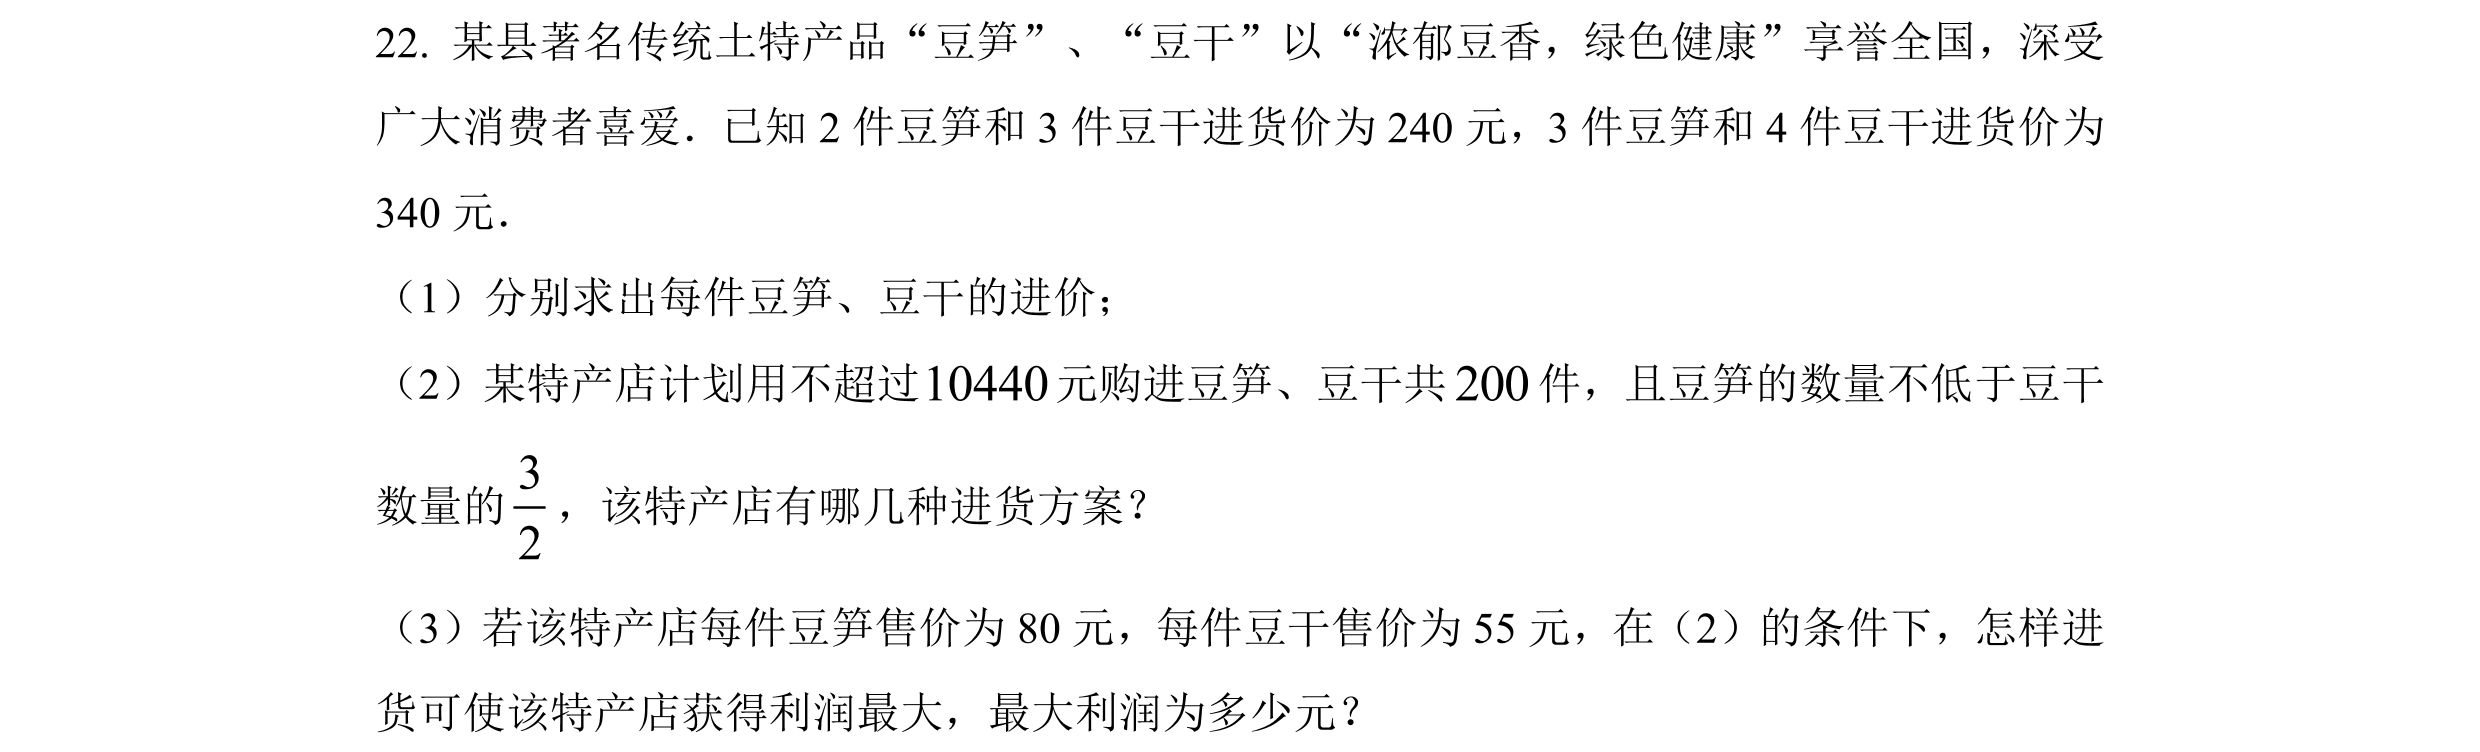 22. 某县著名传统土特产品“豆笋”、“豆干”以“浓郁豆香，绿色健康”享誉全国，深受
广大消费者喜爱．已知 2 件豆笋和 3 件豆干进货价为 240 元，3 件豆笋和 4 件豆干进货价为
340 元．
（1）分别求出每件豆笋、豆干的进价；
（2）某特产店计划用不超过10440元购进豆笋、豆干共200件，且豆笋的数量不低于豆干
数量的3/2，该特产店有哪几种进货方案？
（3）若该特产店每件豆笋售价为 80 元，每件豆干售价为 55 元，在（2）的条件下，怎样进
货可使该特产店获得利润最大，最大利润为多少元？